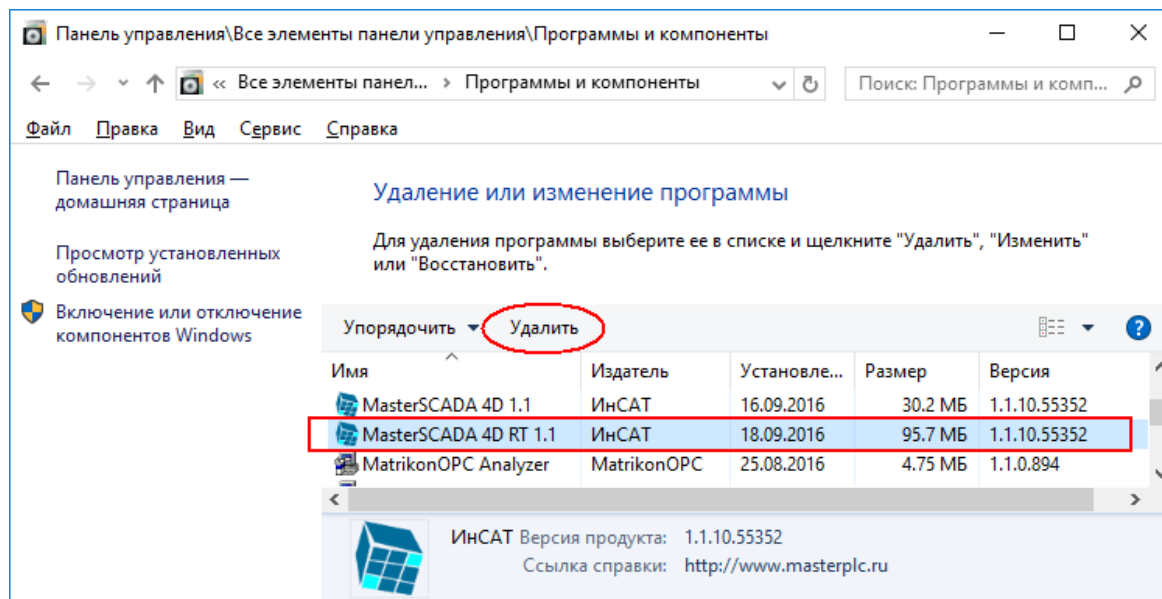 Панель управления\Все элементы панели управления\Программы и компоненты
« Все элементы панел... › Программы и компоненты
Поиск: Программы и комп...
Файл Правка Вид Сервис Справка
Панель управления —
домашняя страница
Просмотр установленных
обновлений
Включение или отключение
компонентов Windows
Удаление или изменение программы
Для удаления программы выберите ее в списке и щелкните "Удалить", "Изменить"
или "Восстановить".
Упорядочить Удалить
Имя Издатель Установле... Размер Версия
MasterSCADA 4D 1.1 ИнСАТ 16.09.2016 30.2 МБ 1.1.10.55352
MasterSCADA 4D RT 1.1 ИнСАТ 18.09.2016 95.7 МБ 1.1.10.55352
MatrikonOPC Analyzer MatrikonOPC 25.08.2016 4.75 МБ 1.1.0.894
ИнСАТ Версия продукта: 1.1.10.55352
Ссылка справки: http://www.masterplc.ru